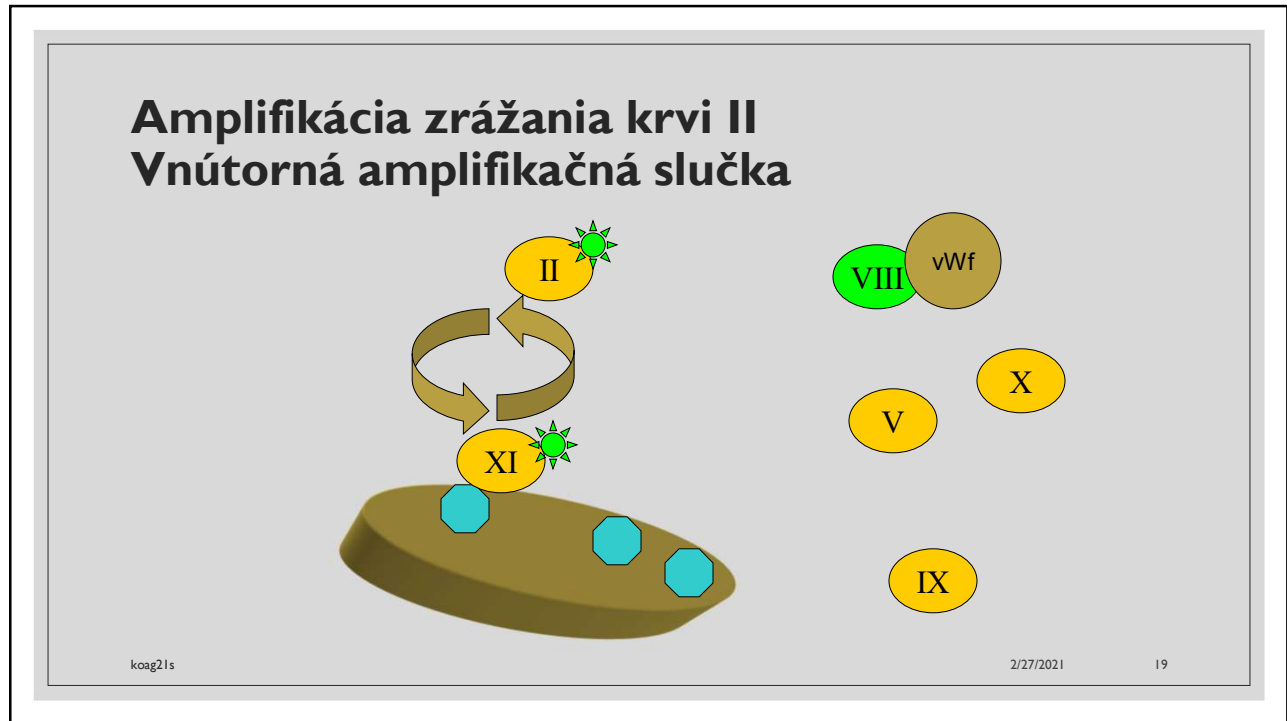 Amplifikácia zrážania krvi II
Vnútorná amplifikačná slučka
II
VIII
vWf
X
V
XI
IX
koag21s
2/27/2021
19